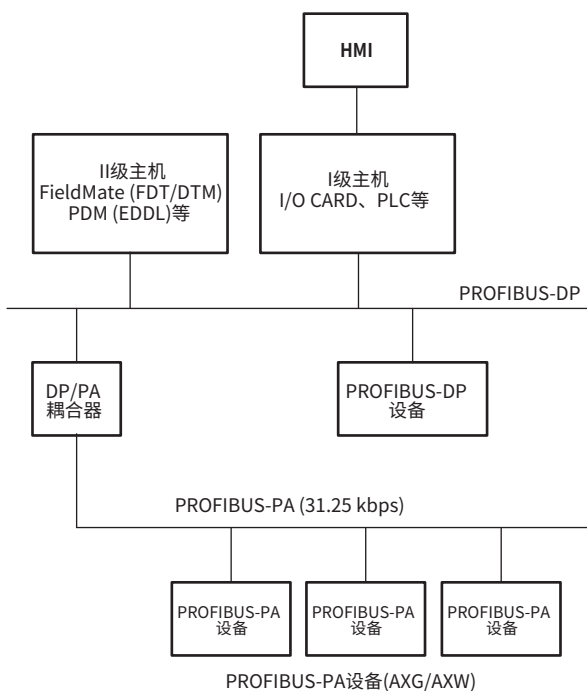 HMI
II级主机
FieldMate (FDT/DTM)
PDM (EDDL)等
I级主机
I/O CARD、PLC等
PROFIBUS-DP
DP/PA
耦合器
PROFIBUS-DP
设备
PROFIBUS-PA (31.25 kbps)
PROFIBUS-PA
设备
PROFIBUS-PA
设备
PROFIBUS-PA
设备
PROFIBUS-PA设备(AXG/AXW)